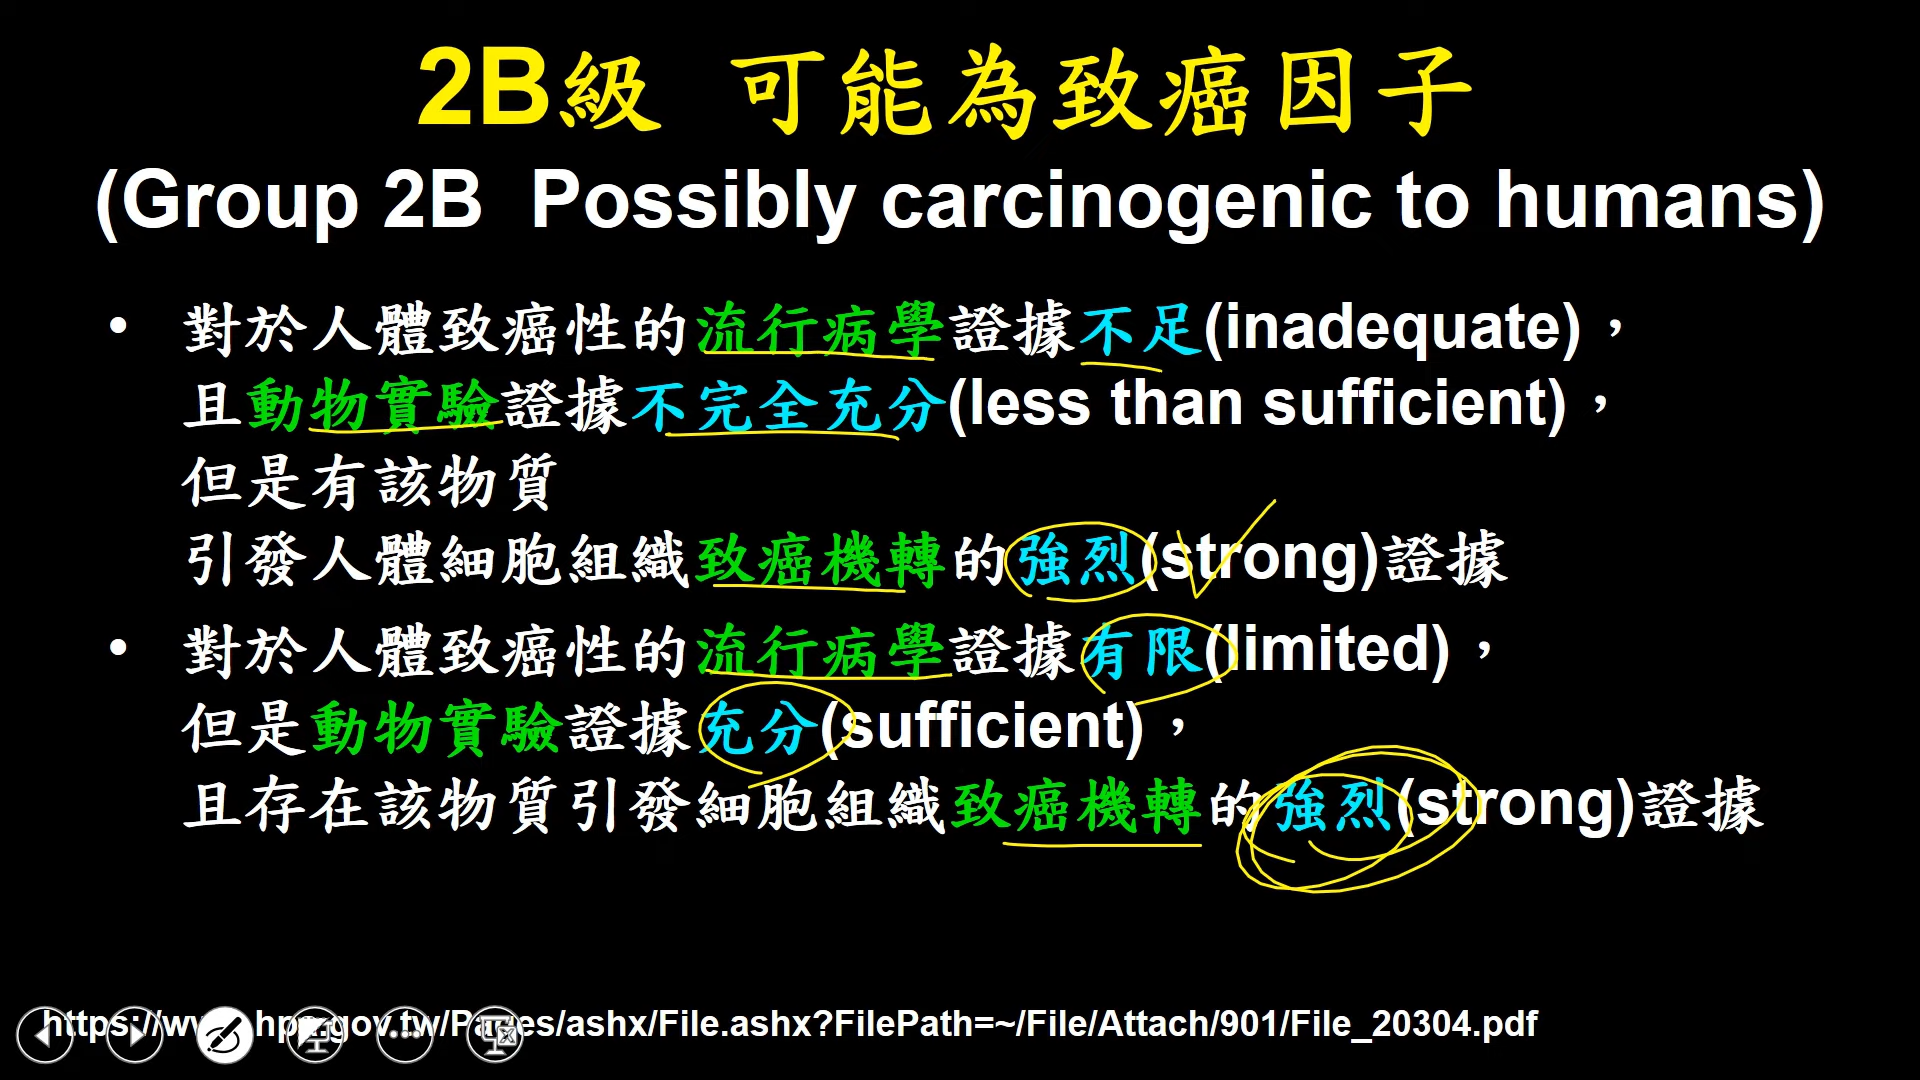 2B級 可能為致癌因子
(Group 2B Possibly carcinogenic to humans)
• 對於人體致癌性的流行病學證據不足(inadequate)，
且動物實驗證據不完全充分(less than sufficient)，
但是有該物質
引發人體細胞組織致癌機轉的強烈(strong)證據
• 對於人體致癌性的流行病學證據有限(limited)，
但是動物實驗證據充分(sufficient)，
且存在該物質引發細胞組織致癌機轉的強烈(strong)證據
https://www.hpa.gov.tw/Pages/ashx/File.ashx?FilePath=~/File/Attach/901/File_20304.pdf